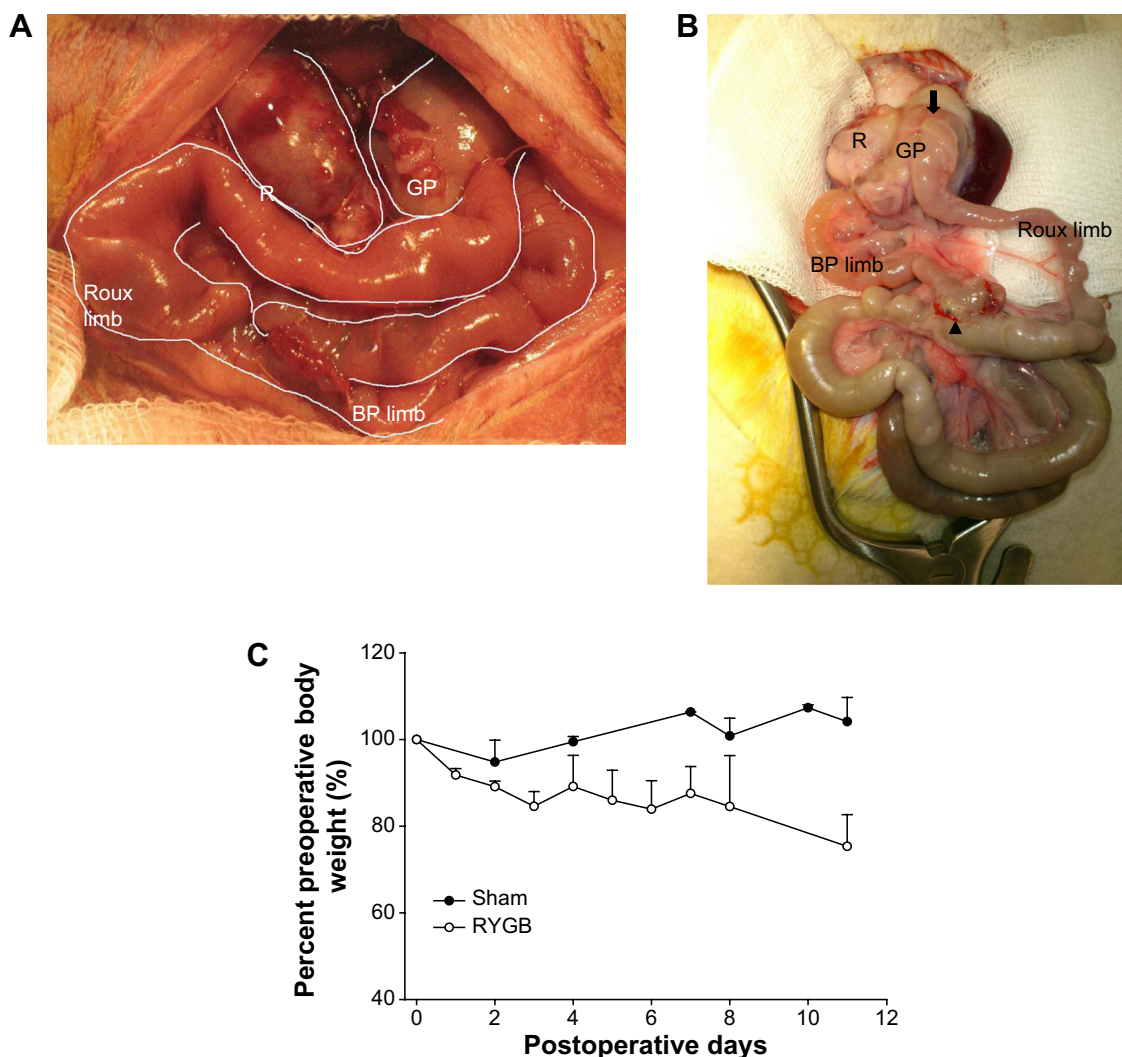 A
R
GP
Roux
limb
BP limb
B
R
GP
Roux limb
BP limb
C
Percent preoperative body
weight (%)
120
100
80
60
40
Sham
RYGB
0
2
4
6
8
10
12
Postoperative days